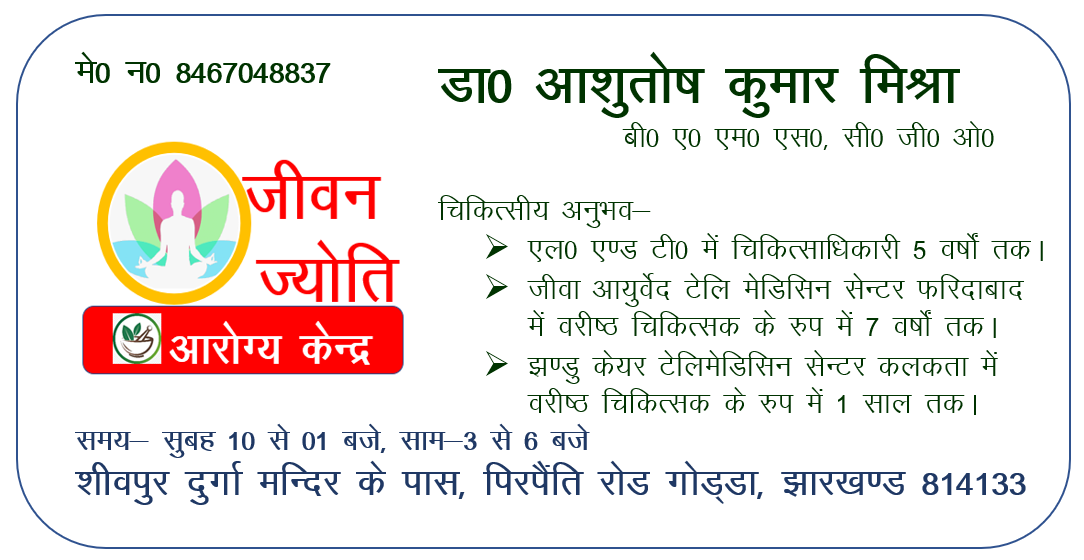 मे0 न0 8467048837
डा0 आशुतोष कुमार मिश्रा
बी0 ए0 एम0 एस0, सी0 जी0 ओ0
जीवन
ज्योति
आरोग्य केन्द्र
चिकित्सीय अनुभव–
➢ एल0 एण्ड टी0 में चिकित्साधिकारी 5 वर्षों तक।
➢ जीवा आयुर्वेद टेलि मेडिसिन सेन्टर फरिदाबाद
में वरीष्ठ चिकित्सक के रुप में 7 वर्षों तक।
➢ झण्डु केयर टेलिमेडिसिन सेन्टर कलकता में
वरीष्ठ चिकित्सक के रुप में 1 साल तक।
समय– सुबह 10 से 01 बजे, साम–3 से 6 बजे
शीवपुर दुर्गा मन्दिर के पास, पिरपैंति रोड गोड्डा, झारखण्ड 814133